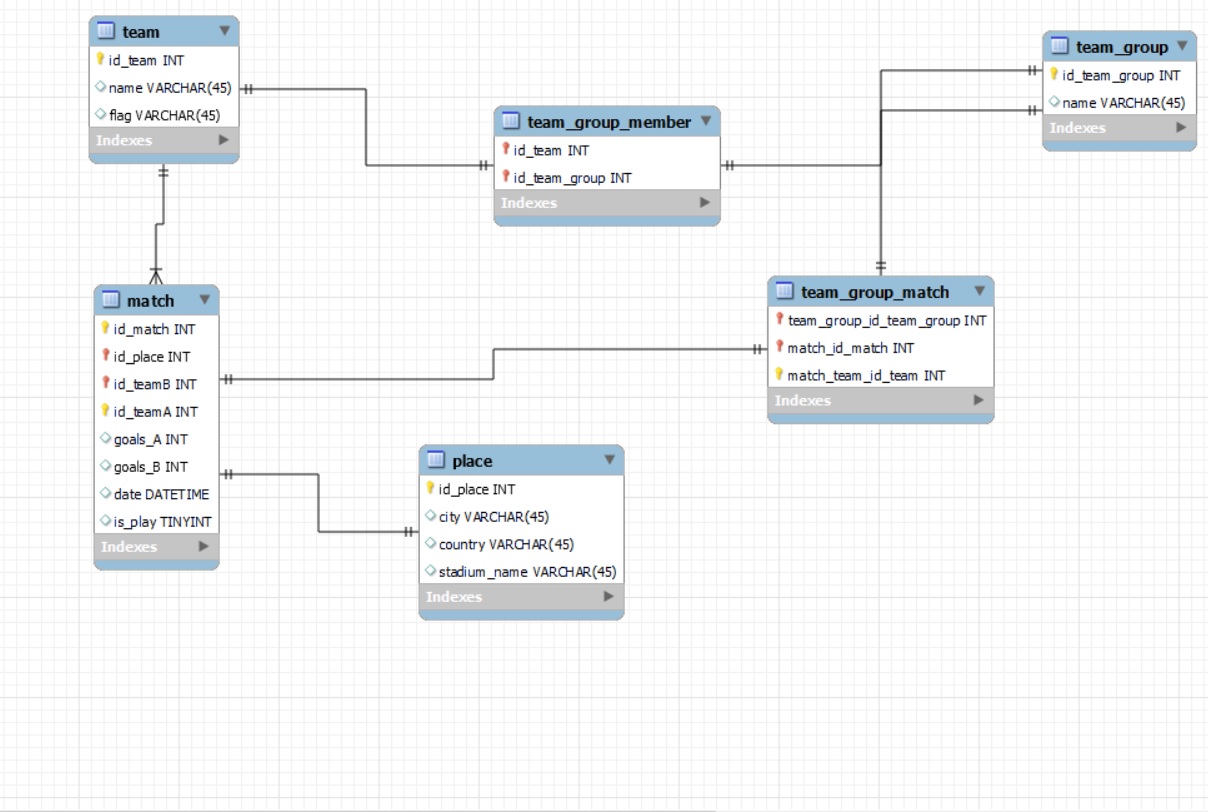 team
id_team INT
name VARCHAR(45)
flag VARCHAR(45)
Indexes
team_group
id_team_group INT
name VARCHAR(45)
Indexes
team_group_member
id_team INT
id_team_group INT
Indexes
match
id_match INT
id_place INT
id_teamB INT
id_teamA INT
goals_A INT
goals_B INT
date DATETIME
is_play TINYINT
Indexes
team_group_match
team_group_id_team_group INT
match_id_match INT
match_team_id_team INT
Indexes
place
id_place INT
city VARCHAR(45)
country VARCHAR(45)
stadium_name VARCHAR(45)
Indexes